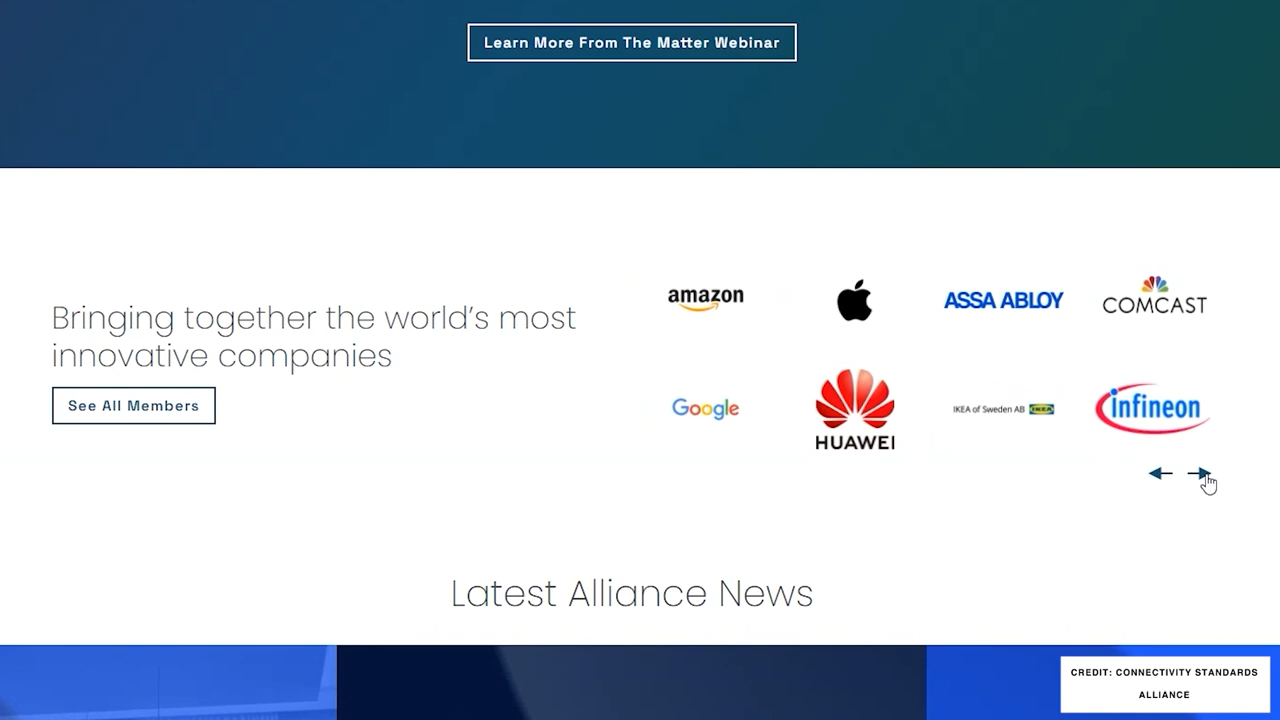 Learn More From The Matter Webinar
Bringing together the world's most
innovative companies
See All Members
amazon
ASSA ABLOY
COMCAST
Google
HUAWEI
IKEA of Sweden AB IKEA
infineon
Latest Alliance News
CREDIT: CONNECTIVITY STANDARDS
ALLIANCE